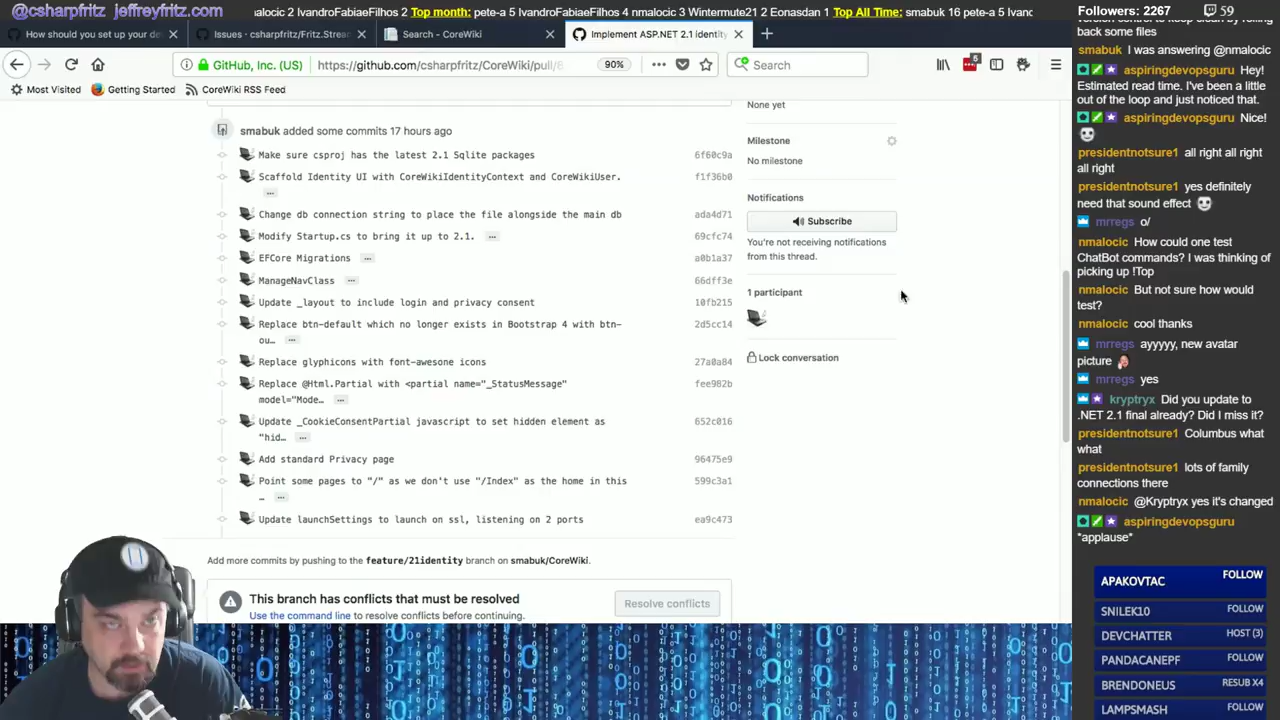 @csharpfritz jeffreyfritz.com
nalocic 2 IvandroFabiaeFilhos 2 Top month: pete-a 5 IvandroFabiaeFilhos 4 nmalocic 3 Wintermute21 2 Eonasdan 1 Top All Time: smabuk 16 pete-a 5 Ivanc
Followers: 2267
59
How should you set up your de
Issues · csharpfritz/Fritz.Strean
Search - CoreWiki
Implement ASP.NET 2.1 identity
GitHub, Inc. (US)
https://github.com/csharpfritz/CoreWiki/pull/8
90%
Search
Most Visited
Getting Started
CoreWiki RSS Feed
smabuk added some commits 17 hours ago
Make sure csproj has the latest 2.1 Sqlite packages
6f60c9a
Scaffold Identity UI with CoreWikiIdentityContext and CoreWikiUser.
f1f36b0
…
Change db connection string to place the file alongside the main db
ada4d71
Modify Startup.cs to bring it up to 2.1. …
69cfc74
EFCore Migrations …
a0b1a37
ManageNavClass …
66dff3e
Update _layout to include login and privacy consent
10fb215
Replace btn-default which no longer exists in Bootstrap 4 with btn-
2d5cc14
ou… …
Replace glyphicons with font-awesone icons
27a0a84
Replace @Html.Partial with <partial name="_StatusMessage"
fee982b
model="Mode… …
Update _CookieConsentPartial javascript to set hidden element as
652c016
"hid… …
Add standard Privacy page
96475e9
Point some pages to "/" as we don't use "/Index" as the home in this
599c3a1
… …
Update launchSettings to launch on ssl, listening on 2 ports
ea9c473
Add more commits by pushing to the feature/21identity branch on smabuk/CoreWiki.
This branch has conflicts that must be resolved
Use the command line to resolve conflicts before continuing.
Resolve conflicts
None yet
Milestone
No milestone
Notifications
Subscribe
You're not receiving notifications
from this thread.
1 participant
Lock conversation
back some files
smabuk I was answering @nmalocic
aspiringdevopsguru Hey!
Estimated read time. I've been a little
out of the loop and just noticed that.
aspiringdevopsguru Nice!
presidentnotsure1 all right all right
all right
presidentnotsure1 yes definitely
need that sound effect
mrregs o/
nmalocic How could one test
ChatBot commands? I was thinking of
picking up !Top
nmalocic But not sure how would
test?
nmalocic cool thanks
mrregs ayyyyy, new avatar
picture
mrregs yes
kryptryx Did you update to
.NET 2.1 final already? Did I miss it?
presidentnotsure1 Columbus what
what
presidentnotsure1 lots of family
connections there
nmalocic @Kryptryx yes it's changed
aspiringdevopsguru
*applause*
APAKOVTAC FOLLOW
SNILEK10 FOLLOW
DEVCHATTER HOST (3)
PANDACANEPF FOLLOW
BRENDONEUS RESUB X4
LAMPSMASH FOLLOW